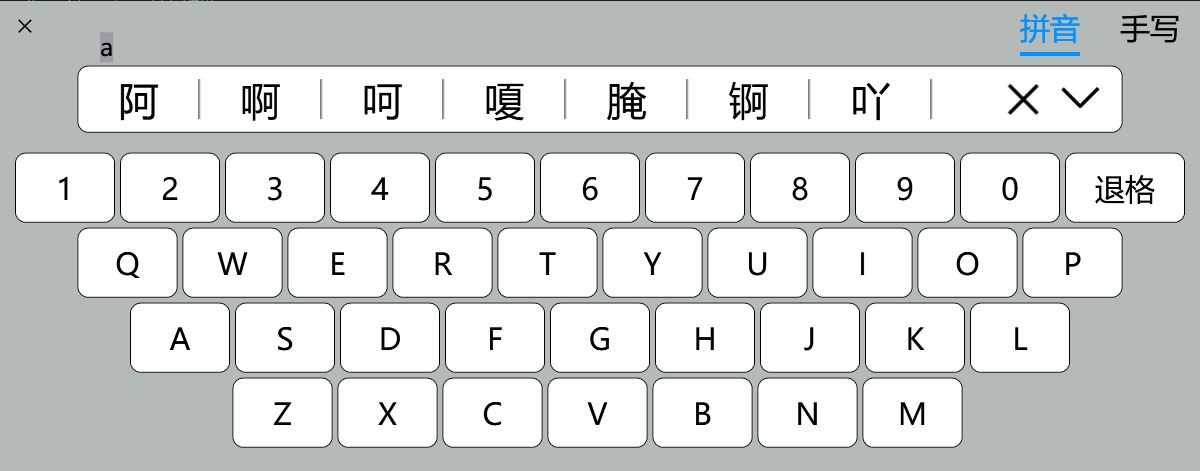 × 拼音 手写
a
阿 啊 呵 嗄 腌 锕 吖
1 2 3 4 5 6 7 8 9 0 退格
Q W E R T Y U I O P
A S D F G H J K L
Z X C V B N M